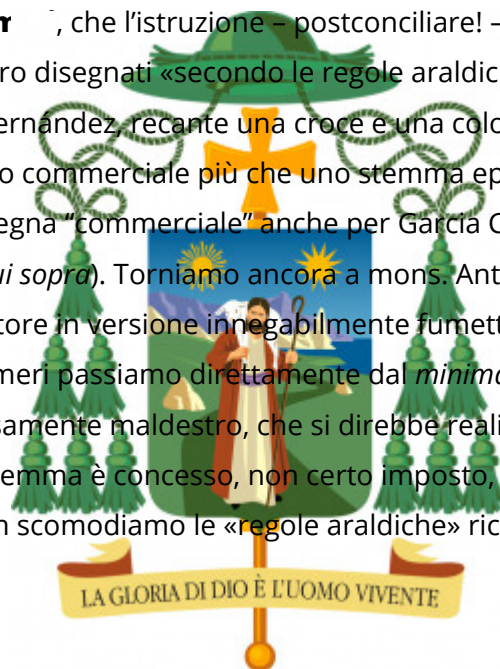 , che l’istruzione – postconciliare! –
ro disegnati «secondo le regole araldic
ernández, recante una croce e una colo
o commerciale più che uno stemma ep
egna “commerciale” anche per Garcia C
ui sopra). Torniamo ancora a mons. Ant
tore in versione innegabilmente fumett
meri passiamo direttamente dal minimo
samente maldestro, che si direbbe reali
emma è concesso, non certo imposto,
n scomodiamo le «regole araldiche» ric
LA GLORIA DI DIO È L’UOMO VIVENTE